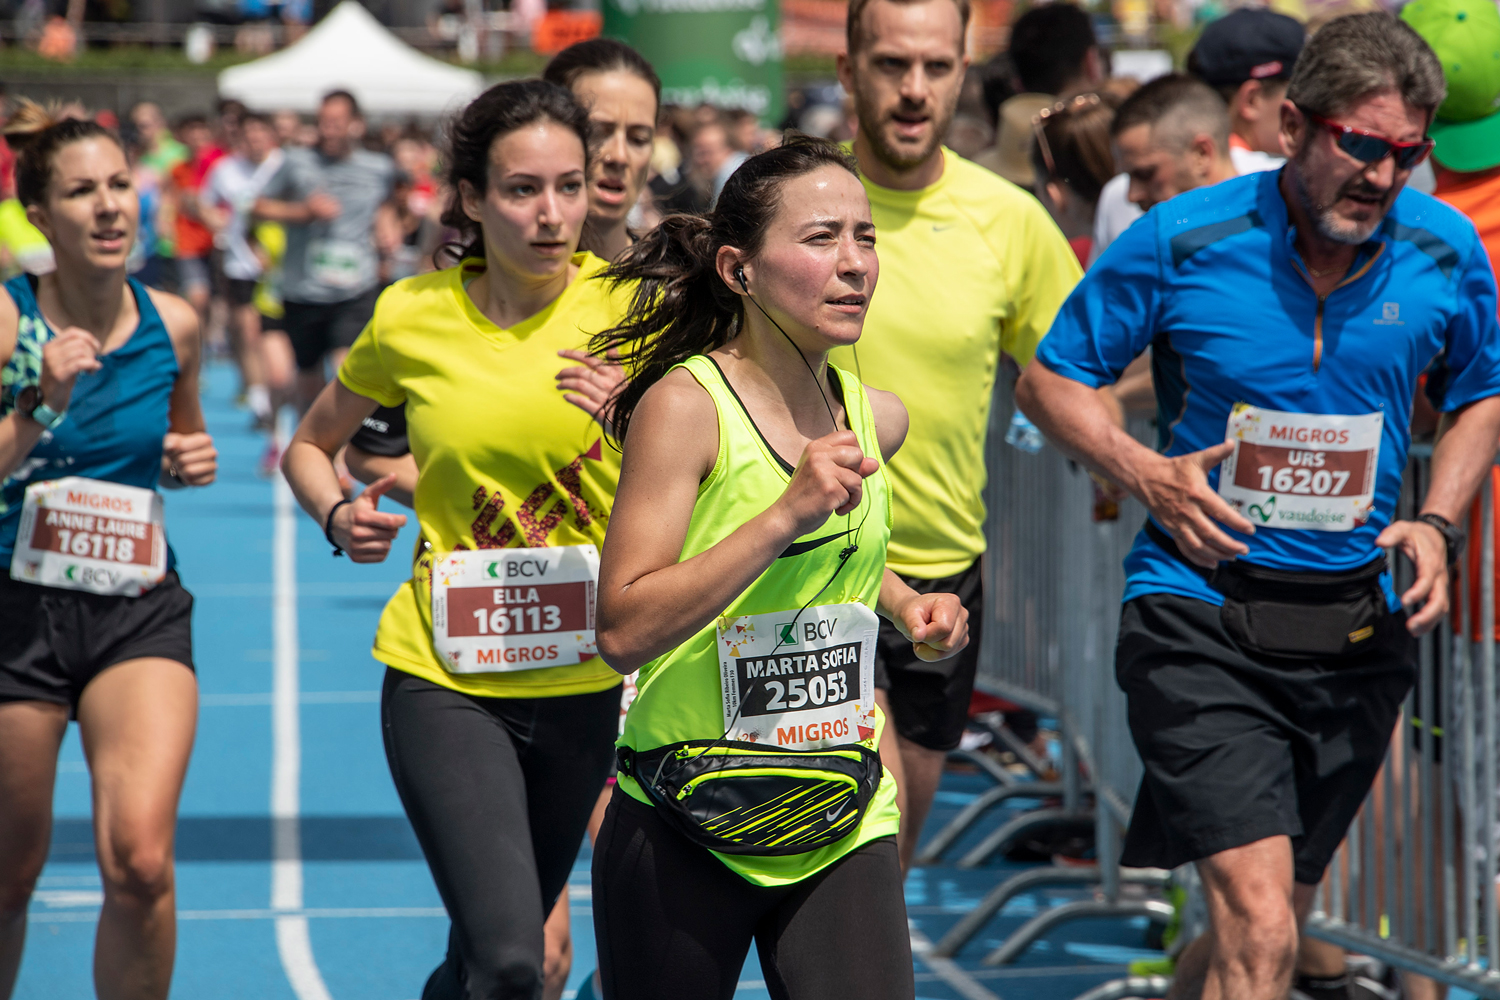 MIGROS
ANNE LAURE
16118
BCV
BCV
ELLA
16113
MIGROS
BCV
MARTA SOFIA
25053
MIGROS
MIGROS
URS
16207
vaudoise